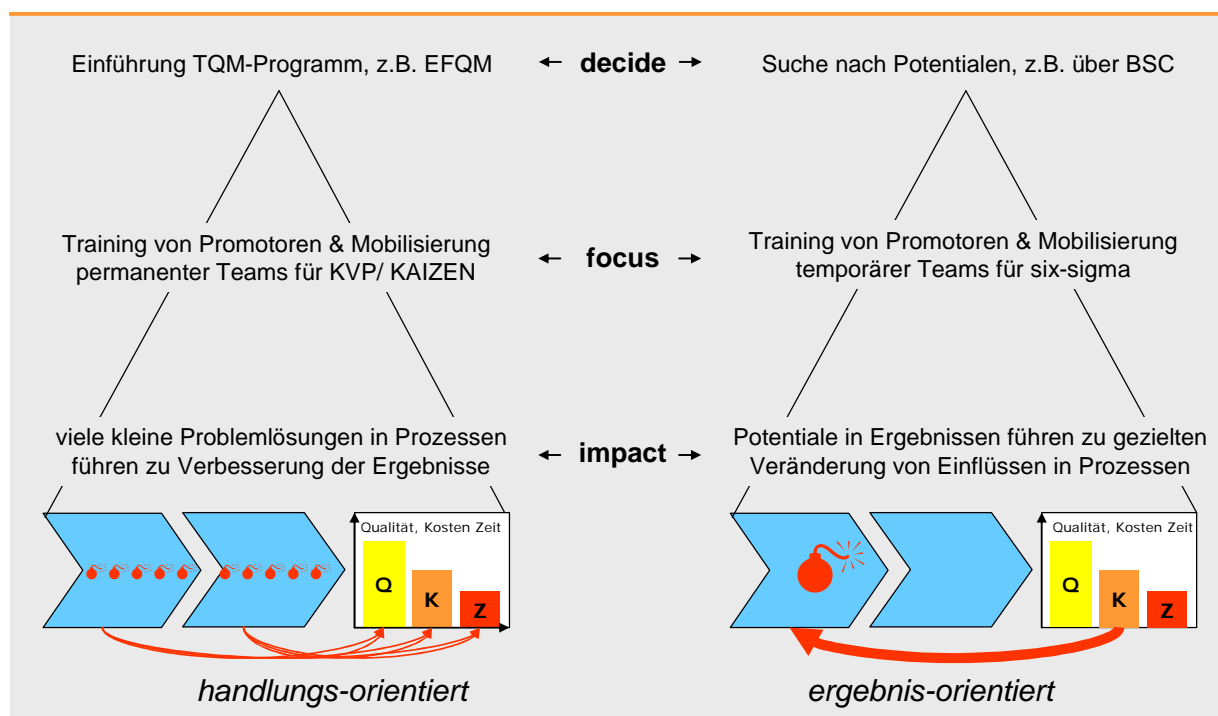 Einführung TQM-Programm, z.B. EFQM
← decide →
Suche nach Potentialen, z.B. über BSC
Training von Promotoren & Mobilisierung
permanenter Teams für KVP/ KAIZEN
← focus →
Training von Promotoren & Mobilisierung
temporärer Teams für six-sigma
viele kleine Problemlösungen in Prozessen
führen zu Verbesserung der Ergebnisse
← impact →
Potentiale in Ergebnissen führen zu gezielten
Veränderung von Einflüssen in Prozessen
Qualität, Kosten Zeit
Q
K
Z
Qualität, Kosten Zeit
Q
K
Z
handlungs-orientiert
ergebnis-orientiert